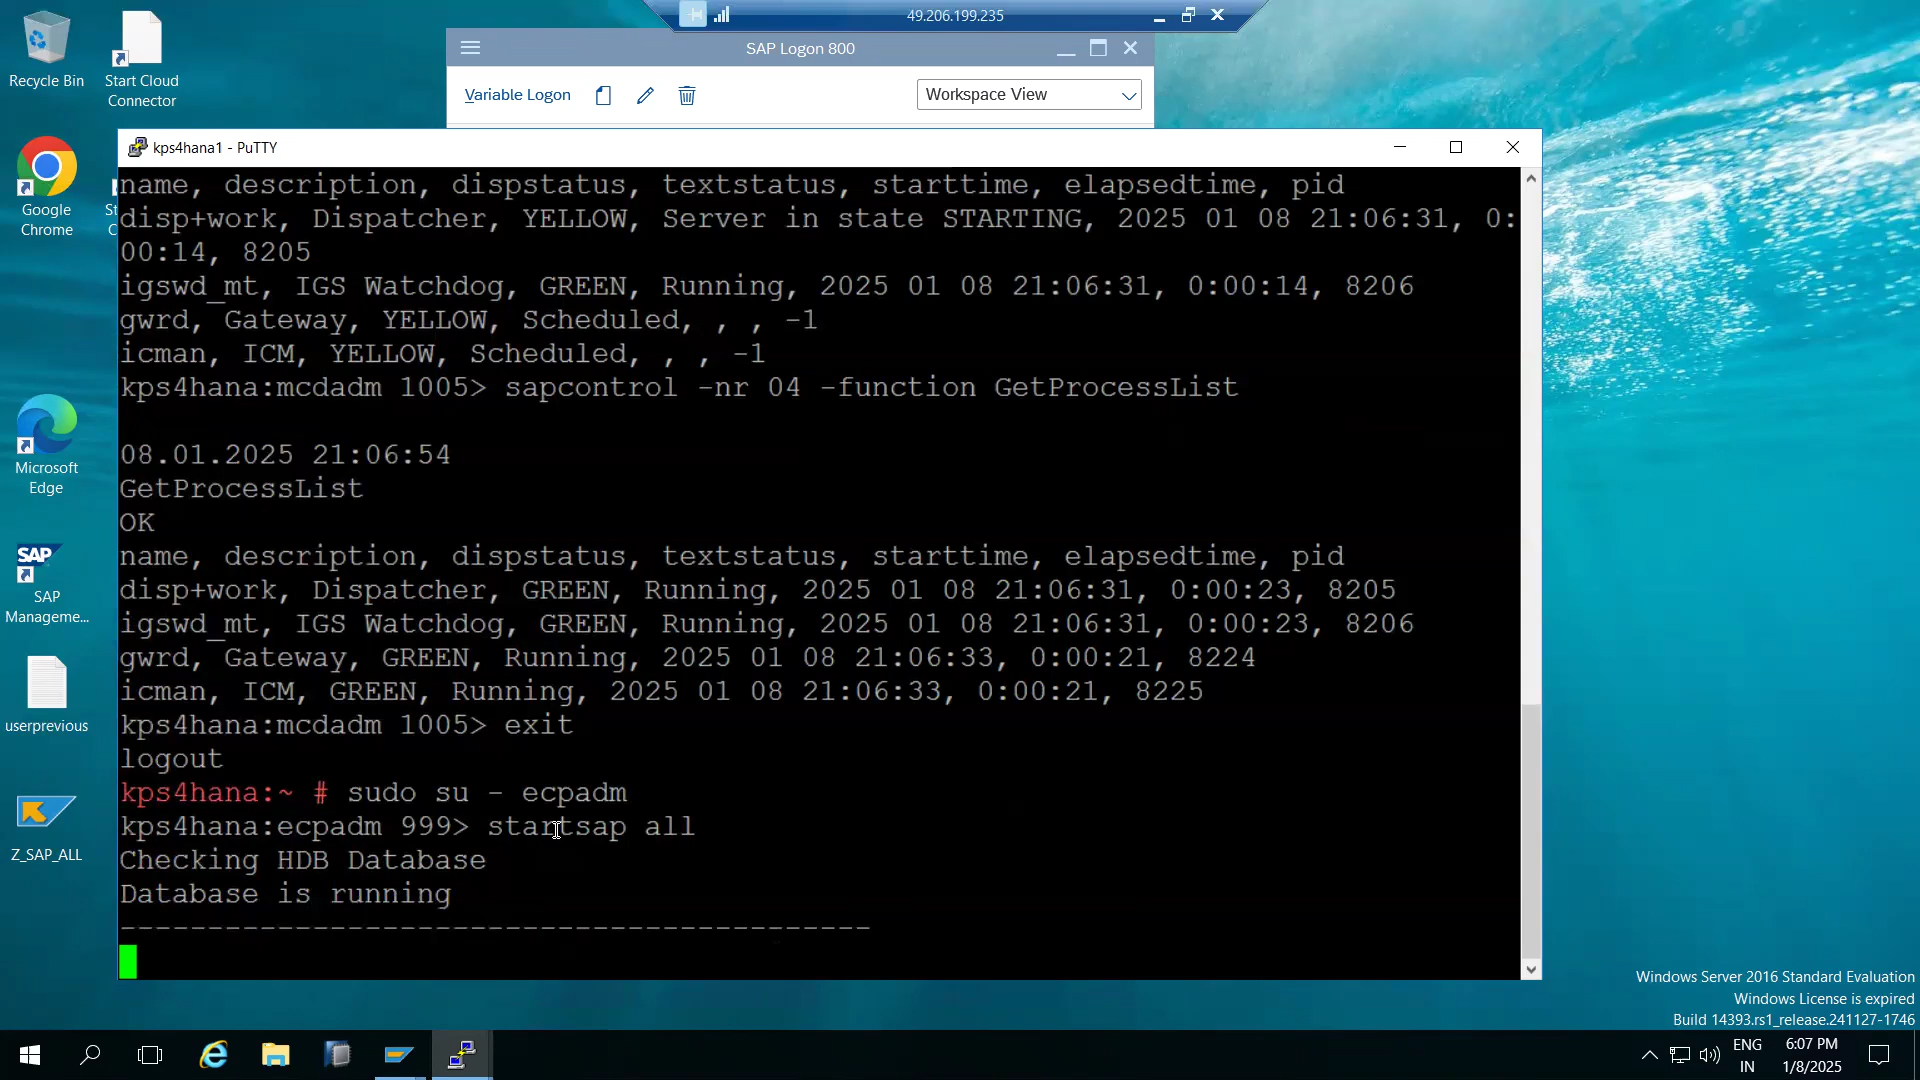 49.206.199.235
SAP Logon 800
Variable Logon
Workspace View
Recycle Bin
Start Cloud
Connector
Google
Chrome
St
C
Microsoft
Edge
SAP
SAP
Manageme...
userprevious
Z_SAP_ALL
kps4hana1 - PuTTY
name, description, dispstatus, textstatus, starttime, elapsedtime, pid
disp+work, Dispatcher, YELLOW, Server in state STARTING, 2025 01 08 21:06:31, 0:
00:14, 8205
igswd_mt, IGS Watchdog, GREEN, Running, 2025 01 08 21:06:31, 0:00:14, 8206
gwrd, Gateway, YELLOW, Scheduled, , , -1
icman, ICM, YELLOW, Scheduled, , , -1
kps4hana:mcdadm 1005> sapcontrol -nr 04 -function GetProcessList
08.01.2025 21:06:54
GetProcessList
OK
name, description, dispstatus, textstatus, starttime, elapsedtime, pid
disp+work, Dispatcher, GREEN, Running, 2025 01 08 21:06:31, 0:00:23, 8205
igswd_mt, IGS Watchdog, GREEN, Running, 2025 01 08 21:06:31, 0:00:23, 8206
gwrd, Gateway, GREEN, Running, 2025 01 08 21:06:33, 0:00:21, 8224
icman, ICM, GREEN, Running, 2025 01 08 21:06:33, 0:00:21, 8225
kps4hana:mcdadm 1005> exit
logout
kps4hana:~ # sudo su - ecpadm
kps4hana:ecpadm 999> startsap all
Checking HDB Database
Database is running
-------------------------------------------
Windows Server 2016 Standard Evaluation
Windows License is expired
Build 14393.rs1_release.241127-1746
ENG
IN
6:07 PM
1/8/2025